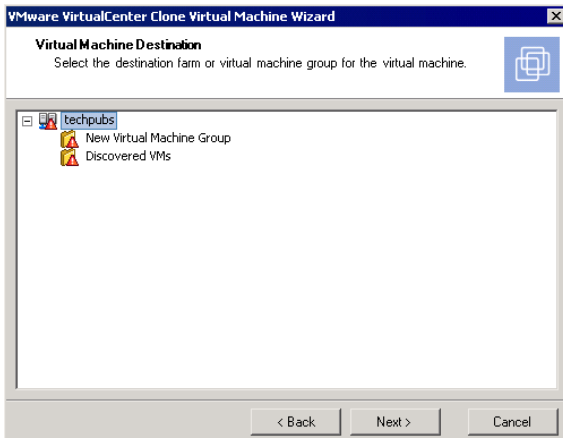 VMware VirtualCenter Clone Virtual Machine Wizard
Virtual Machine Destination
Select the destination farm or virtual machine group for the virtual machine.
techpubs
New Virtual Machine Group
Discovered VMs
< Back
Next >
Cancel